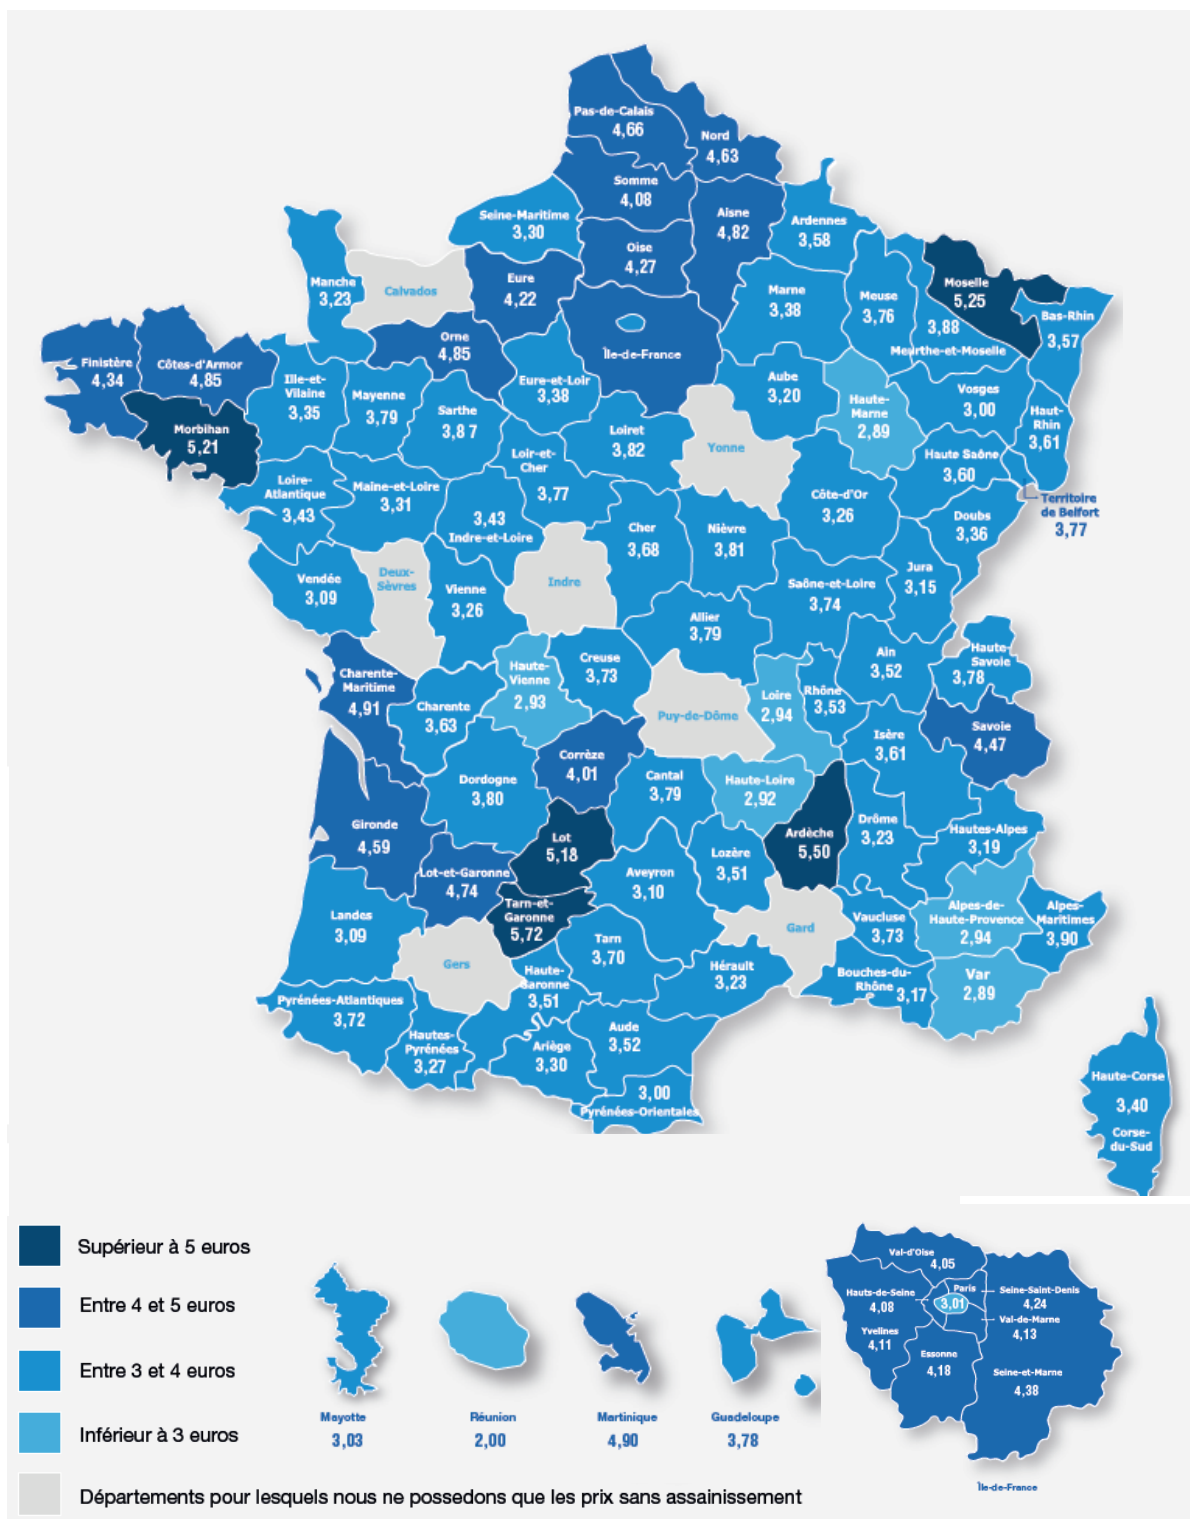 Pas-de-Calais
4,66
Nord
4,63
Somme
4,08
Aisne
4,82
Seine-Maritime
3,30
Ardennes
3,58
Oise
4,27
Manche
3,23
Calvados
Eure
4,22
Marne
3,38
Meuse
3,76
Moselle
5,25
3,88
Meurthe-et-Moselle
Bas-Rhin
3,57
Orne
4,85
Île-de-France
Finistère
4,34
Côtes-d'Armor
4,85
Ille-et-
Vilaine
3,35
Mayenne
3,79
Sarthe
3,87
Eure-et-Loir
3,38
Aube
3,20
Haute-
Marne
2,89
Vosges
3,00
Haut-
Rhin
3,61
Morbihan
5,21
Loiret
3,82
Yonne
Loir-et-
Cher
3,77
Haute Saône
3,60
Loire-
Atlantique
3,43
Maine-et-Loire
3,31
3,43
Indre-et-Loire
Côte-d'Or
3,26
Territoire
de Belfort
3,77
Cher
3,68
Nièvre
3,81
Doubs
3,36
Vendée
3,09
Deux-
Sèvres
Vienne
3,26
Indre
Saône-et-Loire
3,74
Jura
3,15
Allier
3,79
Charente-
Maritime
4,91
Haute-
Vienne
2,93
Creuse
3,73
Ain
3,52
Haute-
Savoie
3,78
Charente
3,63
Puy-de-Dôme
Loire
2,94
Rhône
3,53
Isère
3,61
Savoie
4,47
Corrèze
4,01
Dordogne
3,80
Cantal
3,79
Haute-Loire
2,92
Gironde
4,59
Lot
5,18
Ardèche
5,50
Drôme
3,23
Hautes-Alpes
3,19
Lot-et-Garonne
4,74
Aveyron
3,10
Lozère
3,51
Landes
3,09
Tarn-et-
Garonne
5,72
Gard
Vaucluse
3,73
Alpes-de-
Haute-Provence
2,94
Alpes-
Maritimes
3,90
Gers
Tarn
3,70
Haute-
Garonne
3,51
Hérault
3,23
Bouches-du-
Rhône 3,17
Var
2,89
Pyrénées-Atlantiques
3,72
Hautes-
Pyrénées
3,27
Ariège
3,30
Aude
3,52
3,00
Pyrénées-Orientales
Haute-Corse
3,40
Corse-
du-Sud
Supérieur à 5 euros
Entre 4 et 5 euros
Entre 3 et 4 euros
Inférieur à 3 euros
Départements pour lesquels nous ne possedons que les prix sans assainissement
Mayotte
3,03
Réunion
2,00
Martinique
4,90
Guadeloupe
3,78
Val-d'Oise
4,05
Hauts-de-Seine
4,08
Paris
3,01
Seine-Saint-Denis
4,24
Val-de-Marne
4,13
Yvelines
4,11
Essonne
4,18
Seine-et-Marne
4,38
Île-de-France